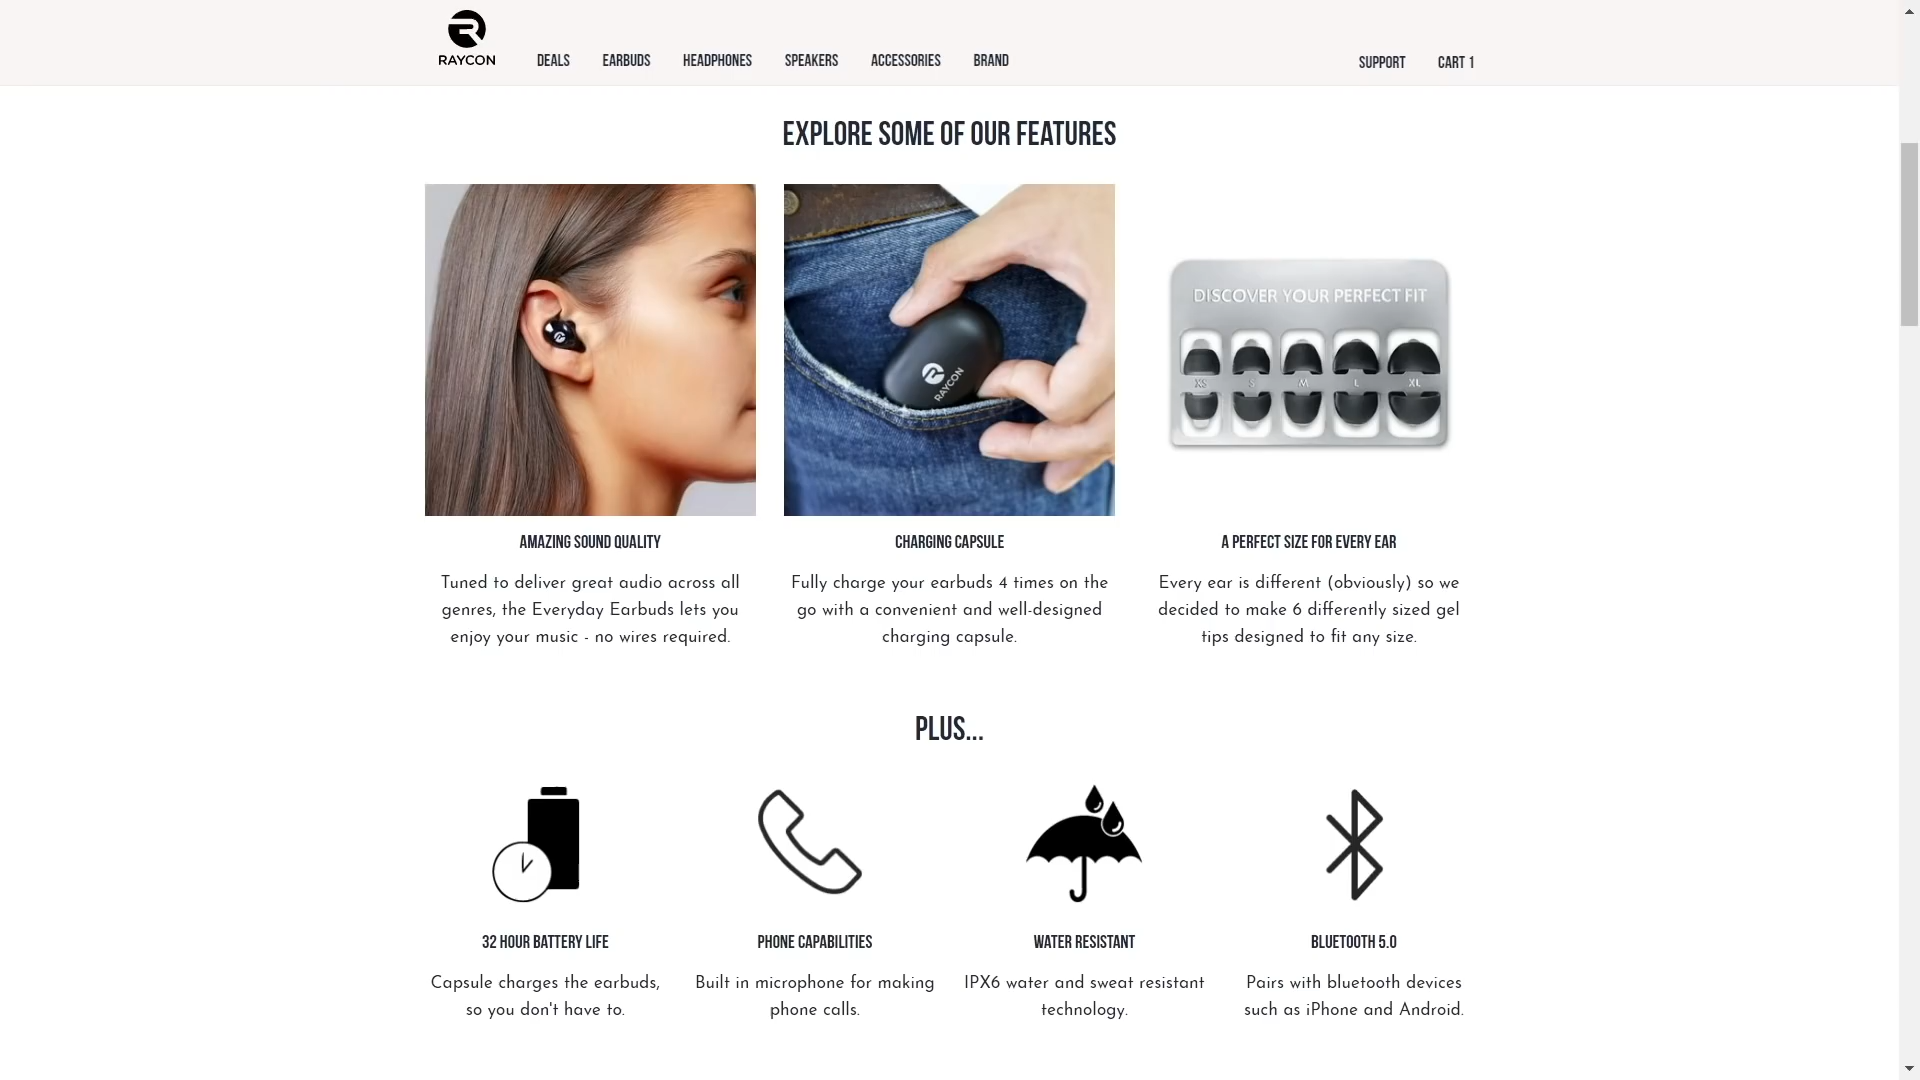 RAYCON
DEALS
EARBUDS
HEADPHONES
SPEAKERS
ACCESSORIES
BRAND
SUPPORT
CART 1
EXPLORE SOME OF OUR FEATURES
RAYCON
DISCOVER YOUR PERFECT FIT
XS S M L XL
AMAZING SOUND QUALITY
Tuned to deliver great audio across all
genres, the Everyday Earbuds lets you
enjoy your music - no wires required.
CHARGING CAPSULE
Fully charge your earbuds 4 times on the
go with a convenient and well-designed
charging capsule.
A PERFECT SIZE FOR EVERY EAR
Every ear is different (obviously) so we
decided to make 6 differently sized gel
tips designed to fit any size.
PLUS...
32 HOUR BATTERY LIFE
Capsule charges the earbuds,
so you don't have to.
PHONE CAPABILITIES
Built in microphone for making
phone calls.
WATER RESISTANT
IPX6 water and sweat resistant
technology.
BLUETOOTH 5.0
Pairs with bluetooth devices
such as iPhone and Android.